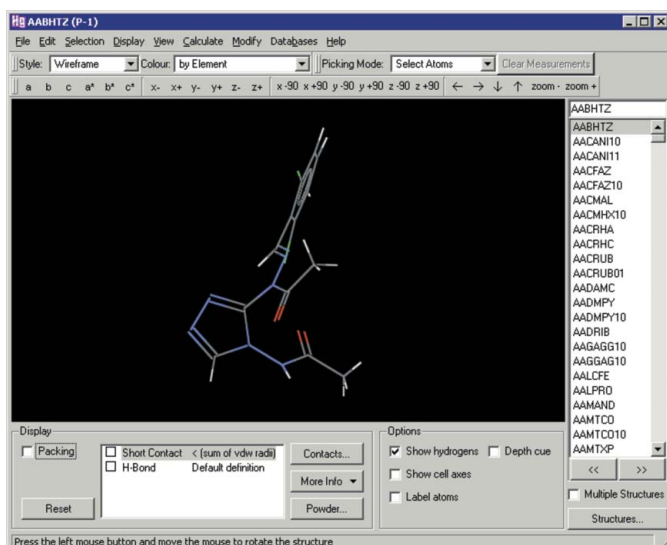 Hg AABHTZ (P-1)
File Edit Selection Display View Calculate Modify Databases Help
Style: Wireframe Colour: by Element Picking Mode: Select Atoms Clear Measurements
a b c a* b* c* x- x+ y- y+ z- z+ x-90 x+90 y-90 y+90 z-90 z+90 ← → ↓ ↑ zoom- zoom+
AABHTZ
AABHTZ
AACANI10
AACANI11
AACFAZ
AACFAZ10
AACMAL
AACMHX10
AACRHA
AACRHC
AACRUB
AACRUB01
AADAMC
AADMPY
AADMPY10
AADRIB
AAGAGG10
AAGGAG10
AALCFE
AALPRO
AAMAND
AAMTCO
AAMTCO10
AAMTXP
<< >>
Multiple Structures
Structures...
Display
Packing
Reset
Short Contact < (sum of vdw radii)
H-Bond Default definition
Contacts...
More Info
Powder...
Options
Show hydrogens Depth cue
Show cell axes
Label atoms
Press the left mouse button and move the mouse to rotate the structure